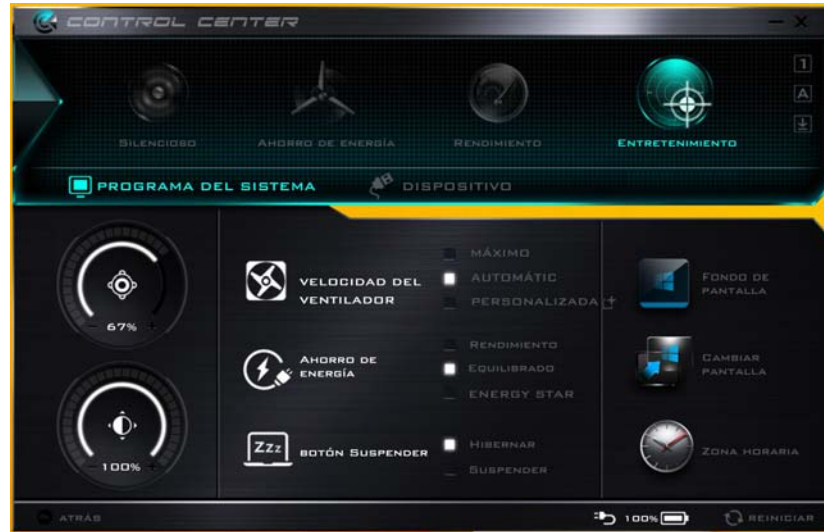 CONTROL CENTER
1
A
SILENCIOSO AHORRO DE ENERGÍA RENDIMIENTO ENTRETENIMIENTO
PROGRAMA DEL SISTEMA DISPOSITIVO
67%
VELOCIDAD DEL
VENTILADOR
MÁXIMO
AUTOMÁTIC
PERSONALIZADA
FONDO DE
PANTALLA
AHORRO DE
ENERGÍA
RENDIMIENTO
EQUILIBRADO
ENERGY STAR
CAMBIAR
PANTALLA
100%
Zzz
BOTÓN SUSPENDER
HIBERNAR
SUSPENDER
ZONA HORARIA
ATRÁS 100% REINICIAR